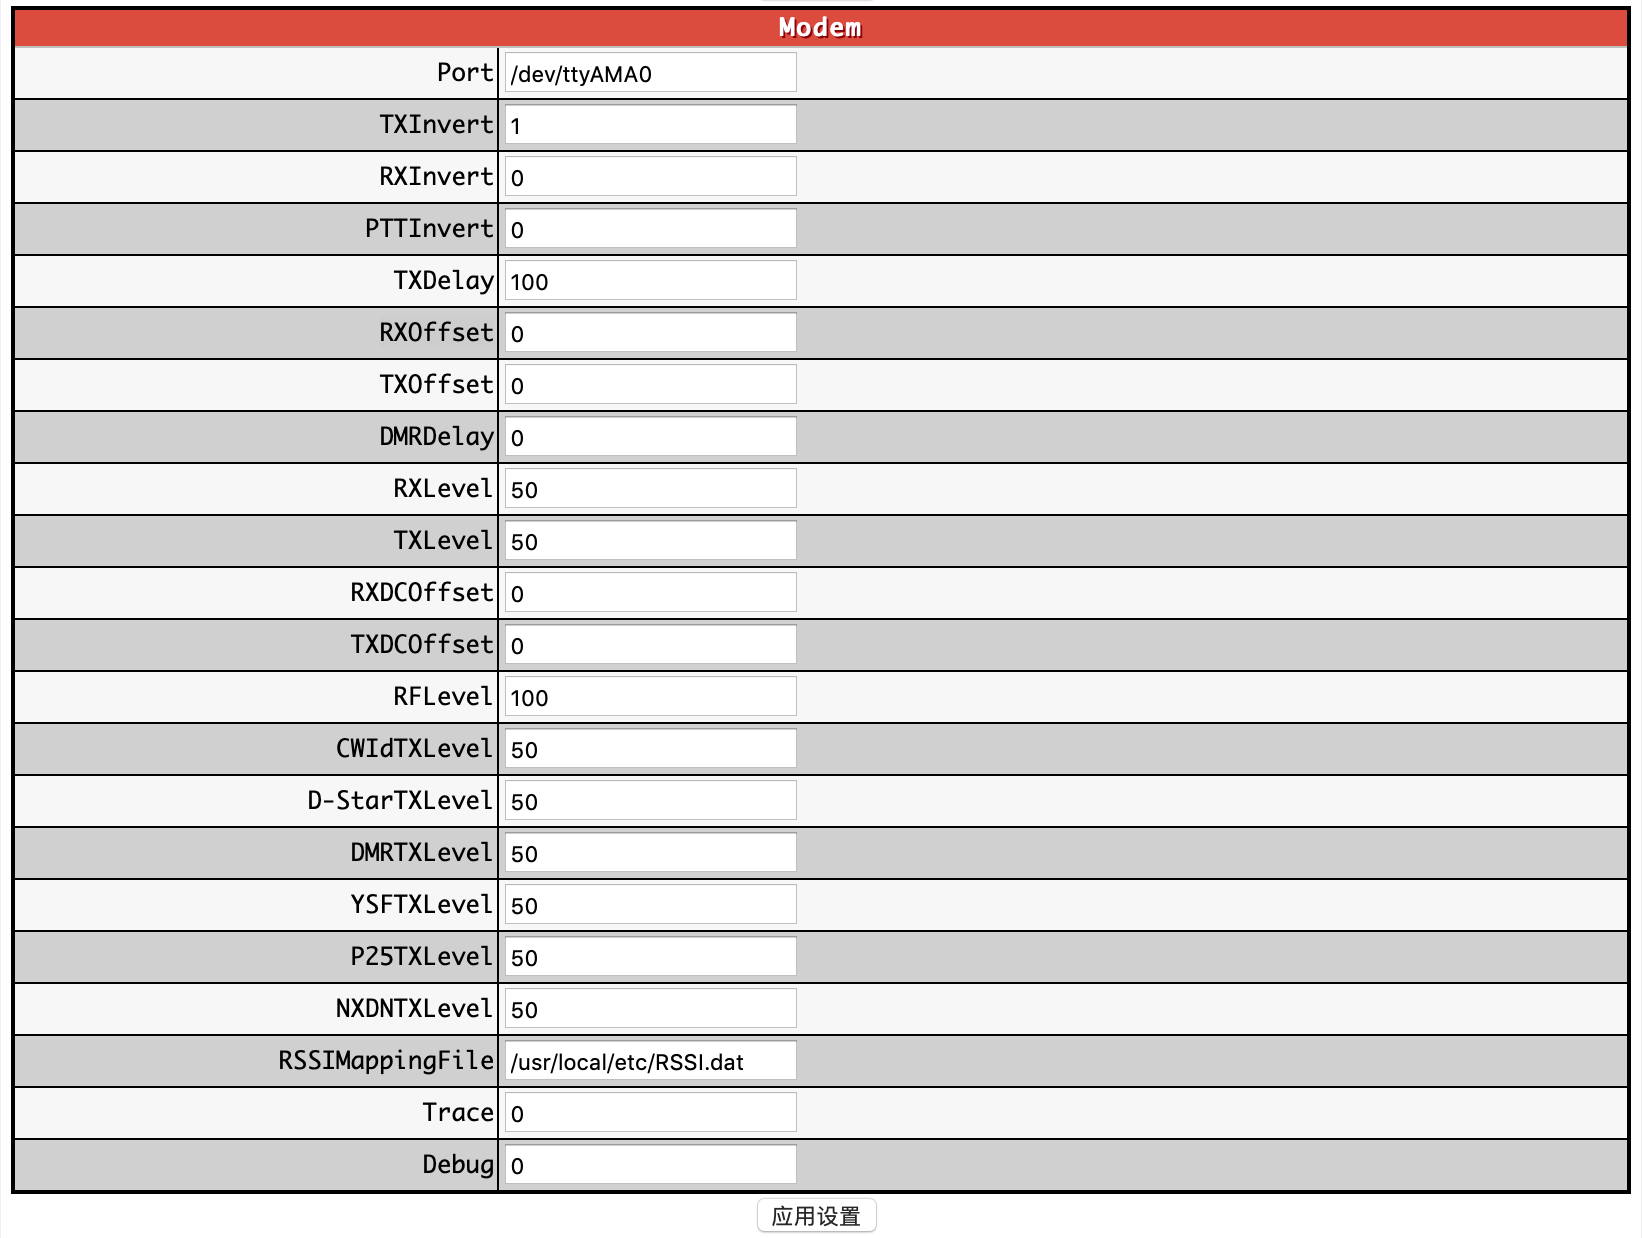 Modem
Port /dev/ttyAMA0
TXInvert 1
RXInvert 0
PTTInvert 0
TXDelay 100
RXOffset 0
TXOffset 0
DMRDelay 0
RXLevel 50
TXLevel 50
RXDCOffset 0
TXDCOffset 0
RFLevel 100
CWIdTXLevel 50
D-StarTXLevel 50
DMRTXLevel 50
YSFTXLevel 50
P25TXLevel 50
NXDNTXLevel 50
RSSIMappingFile /usr/local/etc/RSSI.dat
Trace 0
Debug 0
应用设置